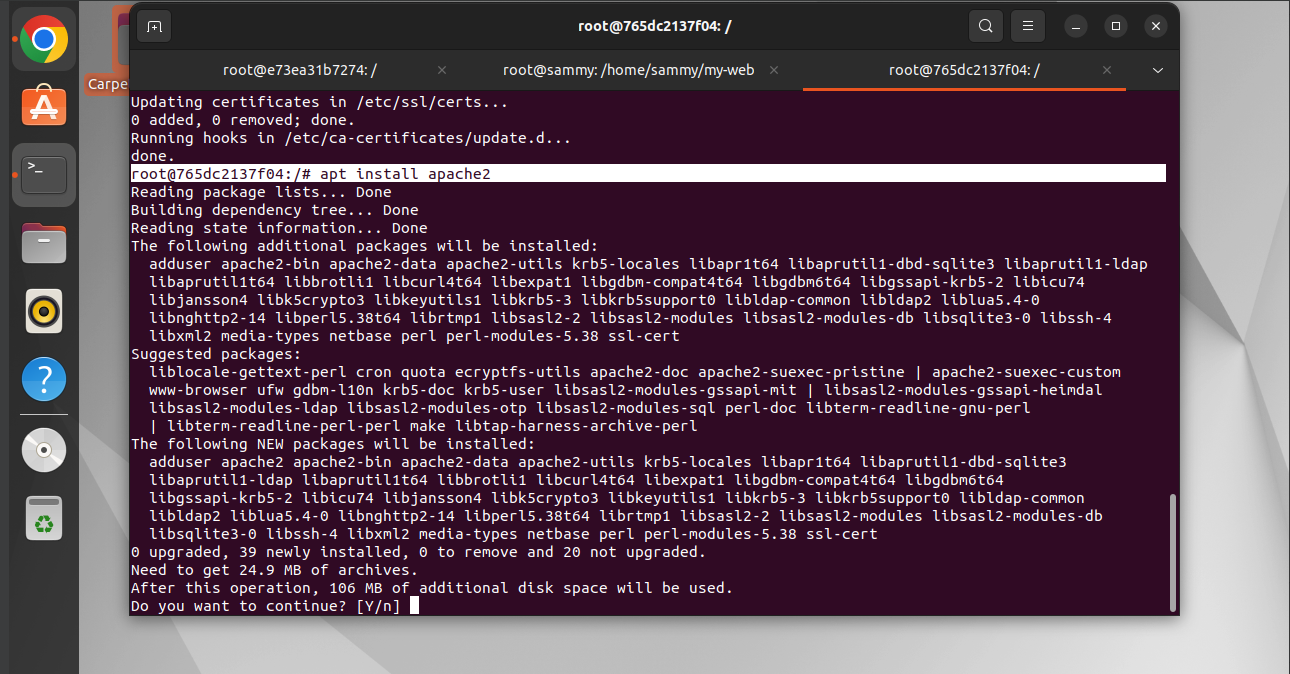 root@765dc2137f04: /
root@e73ea31b7274: /
root@sammy: /home/sammy/my-web
root@765dc2137f04: /
Carpe
Updating certificates in /etc/ssl/certs...
0 added, 0 removed; done.
Running hooks in /etc/ca-certificates/update.d...
done.
root@765dc2137f04:/# apt install apache2
Reading package lists... Done
Building dependency tree... Done
Reading state information... Done
The following additional packages will be installed:
  adduser apache2-bin apache2-data apache2-utils krb5-locales libapr1t64 libaprutil1-dbd-sqlite3 libaprutil1-ldap
  libaprutil1t64 libbrotli1 libcurl4t64 libexpat1 libgdbm-compat4t64 libgdbm6t64 libgssapi-krb5-2 libicu74
  libjansson4 libk5crypto3 libkeyutils1 libkrb5-3 libkrb5support0 libldap-common libldap2 liblua5.4-0
  libnghttp2-14 libperl5.38t64 librtmp1 libsasl2-2 libsasl2-modules libsasl2-modules-db libsqlite3-0 libssh-4
  libxml2 media-types netbase perl perl-modules-5.38 ssl-cert
Suggested packages:
  liblocale-gettext-perl cron quota ecryptfs-utils apache2-doc apache2-suexec-pristine | apache2-suexec-custom
  www-browser ufw gdbm-l10n krb5-doc krb5-user libsasl2-modules-gssapi-mit | libsasl2-modules-gssapi-heimdal
  libsasl2-modules-ldap libsasl2-modules-otp libsasl2-modules-sql perl-doc libterm-readline-gnu-perl
  | libterm-readline-perl-perl make libtap-harness-archive-perl
The following NEW packages will be installed:
  adduser apache2 apache2-bin apache2-data apache2-utils krb5-locales libapr1t64 libaprutil1-dbd-sqlite3
  libaprutil1-ldap libaprutil1t64 libbrotli1 libcurl4t64 libexpat1 libgdbm-compat4t64 libgdbm6t64
  libgssapi-krb5-2 libicu74 libjansson4 libk5crypto3 libkeyutils1 libkrb5-3 libkrb5support0 libldap-common
  libldap2 liblua5.4-0 libnghttp2-14 libperl5.38t64 librtmp1 libsasl2-2 libsasl2-modules libsasl2-modules-db
  libsqlite3-0 libssh-4 libxml2 media-types netbase perl perl-modules-5.38 ssl-cert
0 upgraded, 39 newly installed, 0 to remove and 20 not upgraded.
Need to get 24.9 MB of archives.
After this operation, 106 MB of additional disk space will be used.
Do you want to continue? [Y/n]